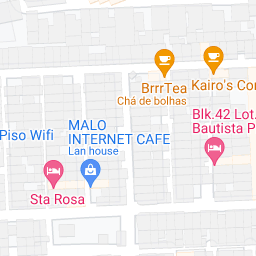 BrrrTea
Chá de bolhas
Kairo's Co
Blk.42 Lot.
Bautista P
MALO
INTERNET CAFE
Lan house
Piso Wifi
Sta Rosa